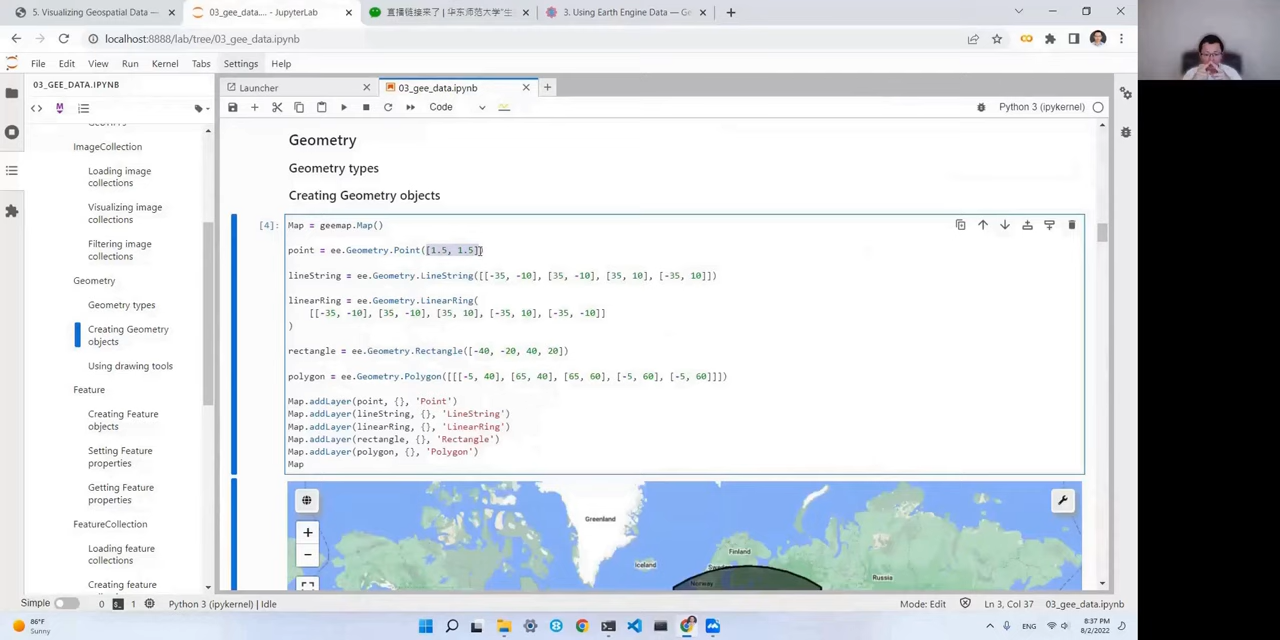 5. Visualizing Geospatial Data —
03_gee_data.... - JupyterLab
直播链接来了 | 华东师范大学"生
3. Using Earth Engine Data — Ge
localhost:8888/lab/tree/03_gee_data.ipynb
File Edit View Run Kernel Tabs Settings Help
03_GEE_DATA.IPYNB
ImageCollection
Loading image
collections
Visualizing image
collections
Filtering image
collections
Geometry
Geometry types
Creating Geometry
objects
Using drawing tools
Feature
Creating Feature
objects
Setting Feature
properties
Getting Feature
properties
FeatureCollection
Loading feature
collections
Creating feature
Launcher
03_gee_data.ipynb
Code
Python 3 (ipykernel)
Geometry
Geometry types
Creating Geometry objects
[4]:
Map = geemap.Map()
point = ee.Geometry.Point([1.5, 1.5])
lineString = ee.Geometry.LineString([[-35, -10], [35, -10], [35, 10], [-35, 10]])
linearRing = ee.Geometry.LinearRing(
[[-35, -10], [35, -10], [35, 10], [-35, 10], [-35, -10]]
)
rectangle = ee.Geometry.Rectangle([-40, -20, 40, 20])
polygon = ee.Geometry.Polygon([[[-5, 40], [65, 40], [65, 60], [-5, 60], [-5, 60]]])
Map.addLayer(point, {}, 'Point')
Map.addLayer(lineString, {}, 'LineString')
Map.addLayer(linearRing, {}, 'LinearRing')
Map.addLayer(rectangle, {}, 'Rectangle')
Map.addLayer(polygon, {}, 'Polygon')
Map
Greenland
Iceland
Finland
Norway
Russia
Simple
0
1
Python 3 (ipykernel) | Idle
Mode: Edit
Ln 3, Col 37
03_gee_data.ipynb
86°F
Sunny
ENG
8:37 PM
8/2/2022